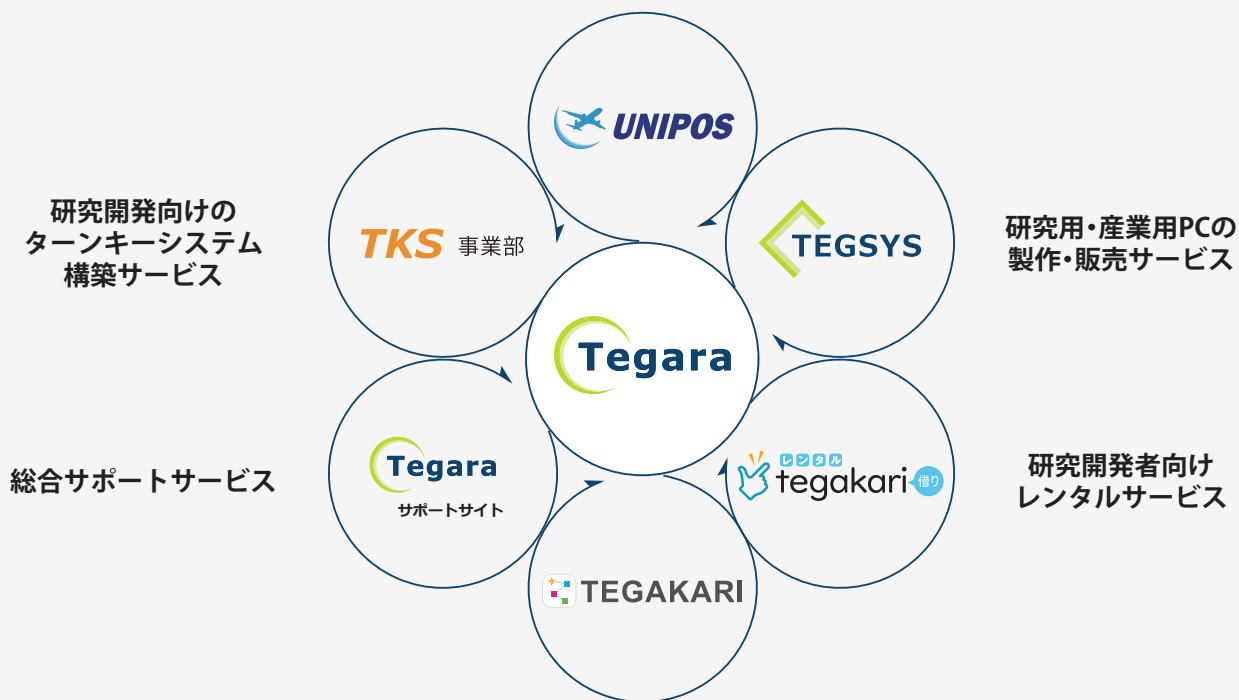 UNIPOS
研究開発向けの
ターンキーシステム
構築サービス
TKS 事業部
TEGSYS
研究用・産業用PCの
製作・販売サービス
Tegara
総合サポートサービス
Tegara
サポートサイト
レンタル
tegakari 借り
研究開発者向け
レンタルサービス
TEGAKARI